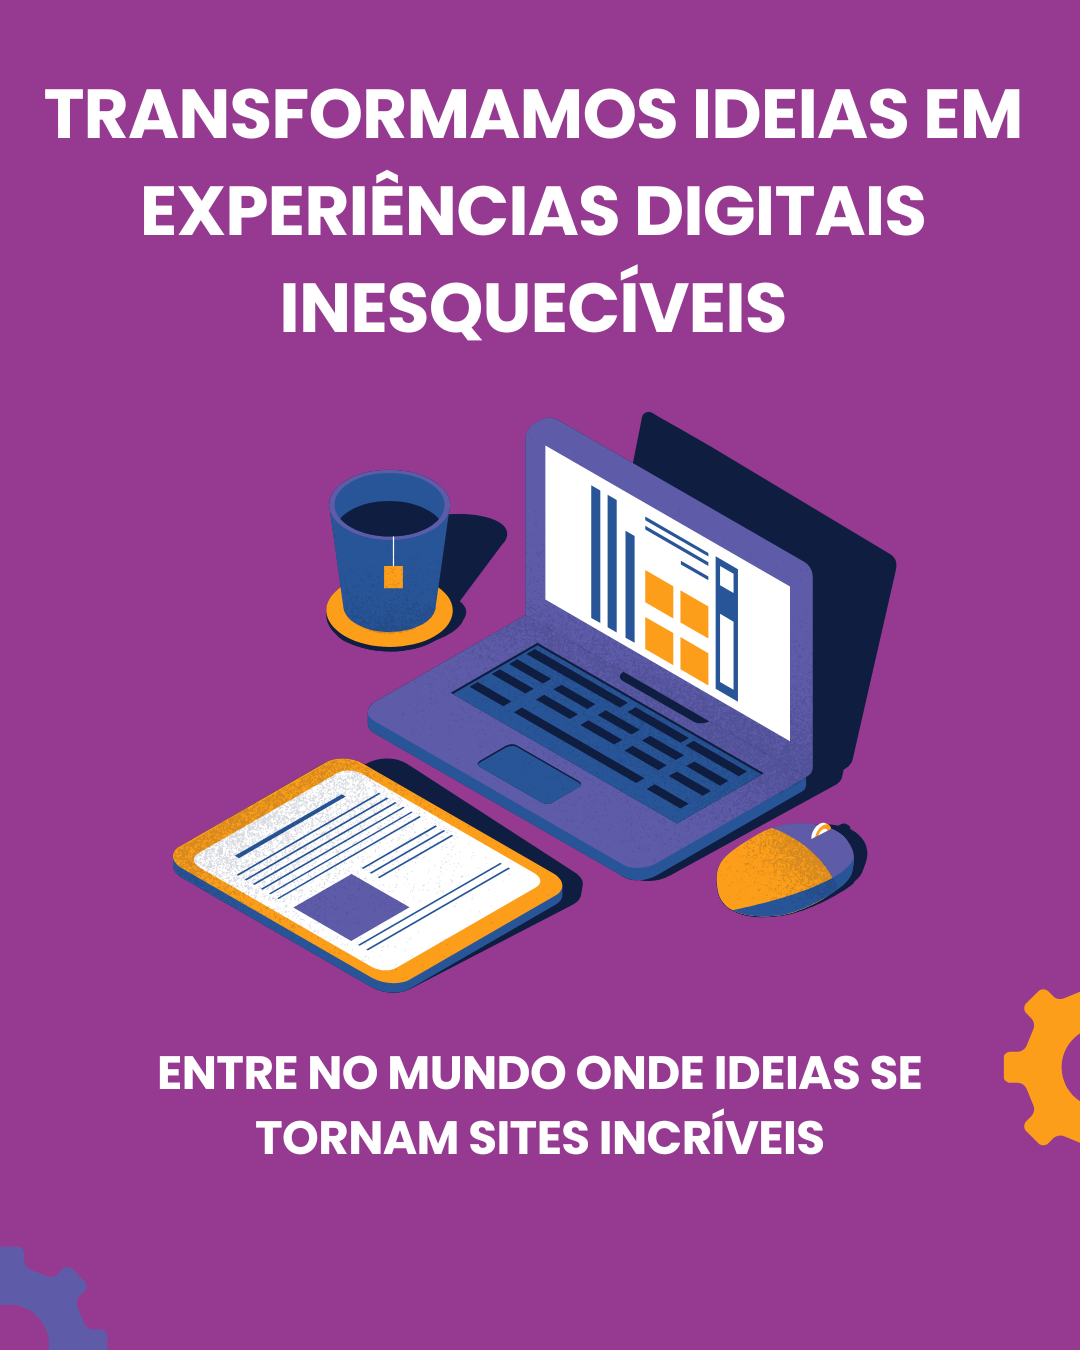 TRANSFORMAMOS IDEIAS EM
EXPERIÊNCIAS DIGITAIS
INESQUECÍVEIS
ENTRE NO MUNDO ONDE IDEIAS SE
TORNAM SITES INCRÍVEIS